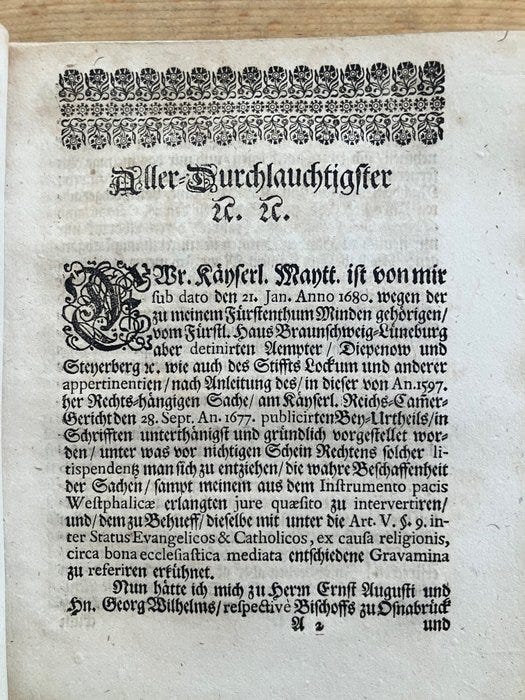 Aller-Durchlauchtigster
ꝛc. ꝛc.
EWr. Käyserl. Maytt. ist von mir
sub dato den 21. Jan. Anno 1680. wegen der
zu meinem Fürstenthum Minden gehörigen/
vom Fürstl. Haus Braunschweig-Lüneburg
aber detinirten Aempter/ Diepenow und
Steyerberg ꝛc. wie auch des Stiffts Lockum und anderer
appertinentien/ nach Anleitung des/ in dieser von An. 1597.
her Rechts-hängigen Sache/ am Käyserl. Reichs-Cam̃er-
Gericht den 28. Sept. An. 1677. publicirten Bey-Urtheils/ in
Schrifften unterthänigst und gründlich vorgestellet wor-
den/ unter was vor nichtigen Schein Rechtens solcher li-
tispendentz man sich zu entziehen/ die wahre Beschaffenheit
der Sachen/ sampt meinem aus dem Instrumento pacis
Westphalicæ erlangten jure quæsito zu intervertiren/
und/ dem zu Behueff/ dieselbe mit unter die Art. V. §. 9. in-
ter Status Evangelicos & Catholicos, ex causa religionis,
circa bona ecclesiastica mediata entschiedene Gravamina
zu referiren erkühnet.
Nun hätte ich mich zu Herrn Ernst Augusti und
Hn. Georg Wilhelms/ respectivè Bischoffs zu Osnabrück
A 2 und